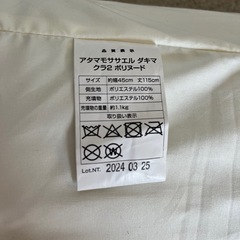 品質表示
アタマモササエル ダキマ
クラ2 ポリヌード
サイズ 約幅45cm 丈115cm
側生地 ポリエステル100%
充填物 ポリエステル100%
充填物の重量 約1.1kg
取り扱い表示
Lot.NT. 2024 03 25